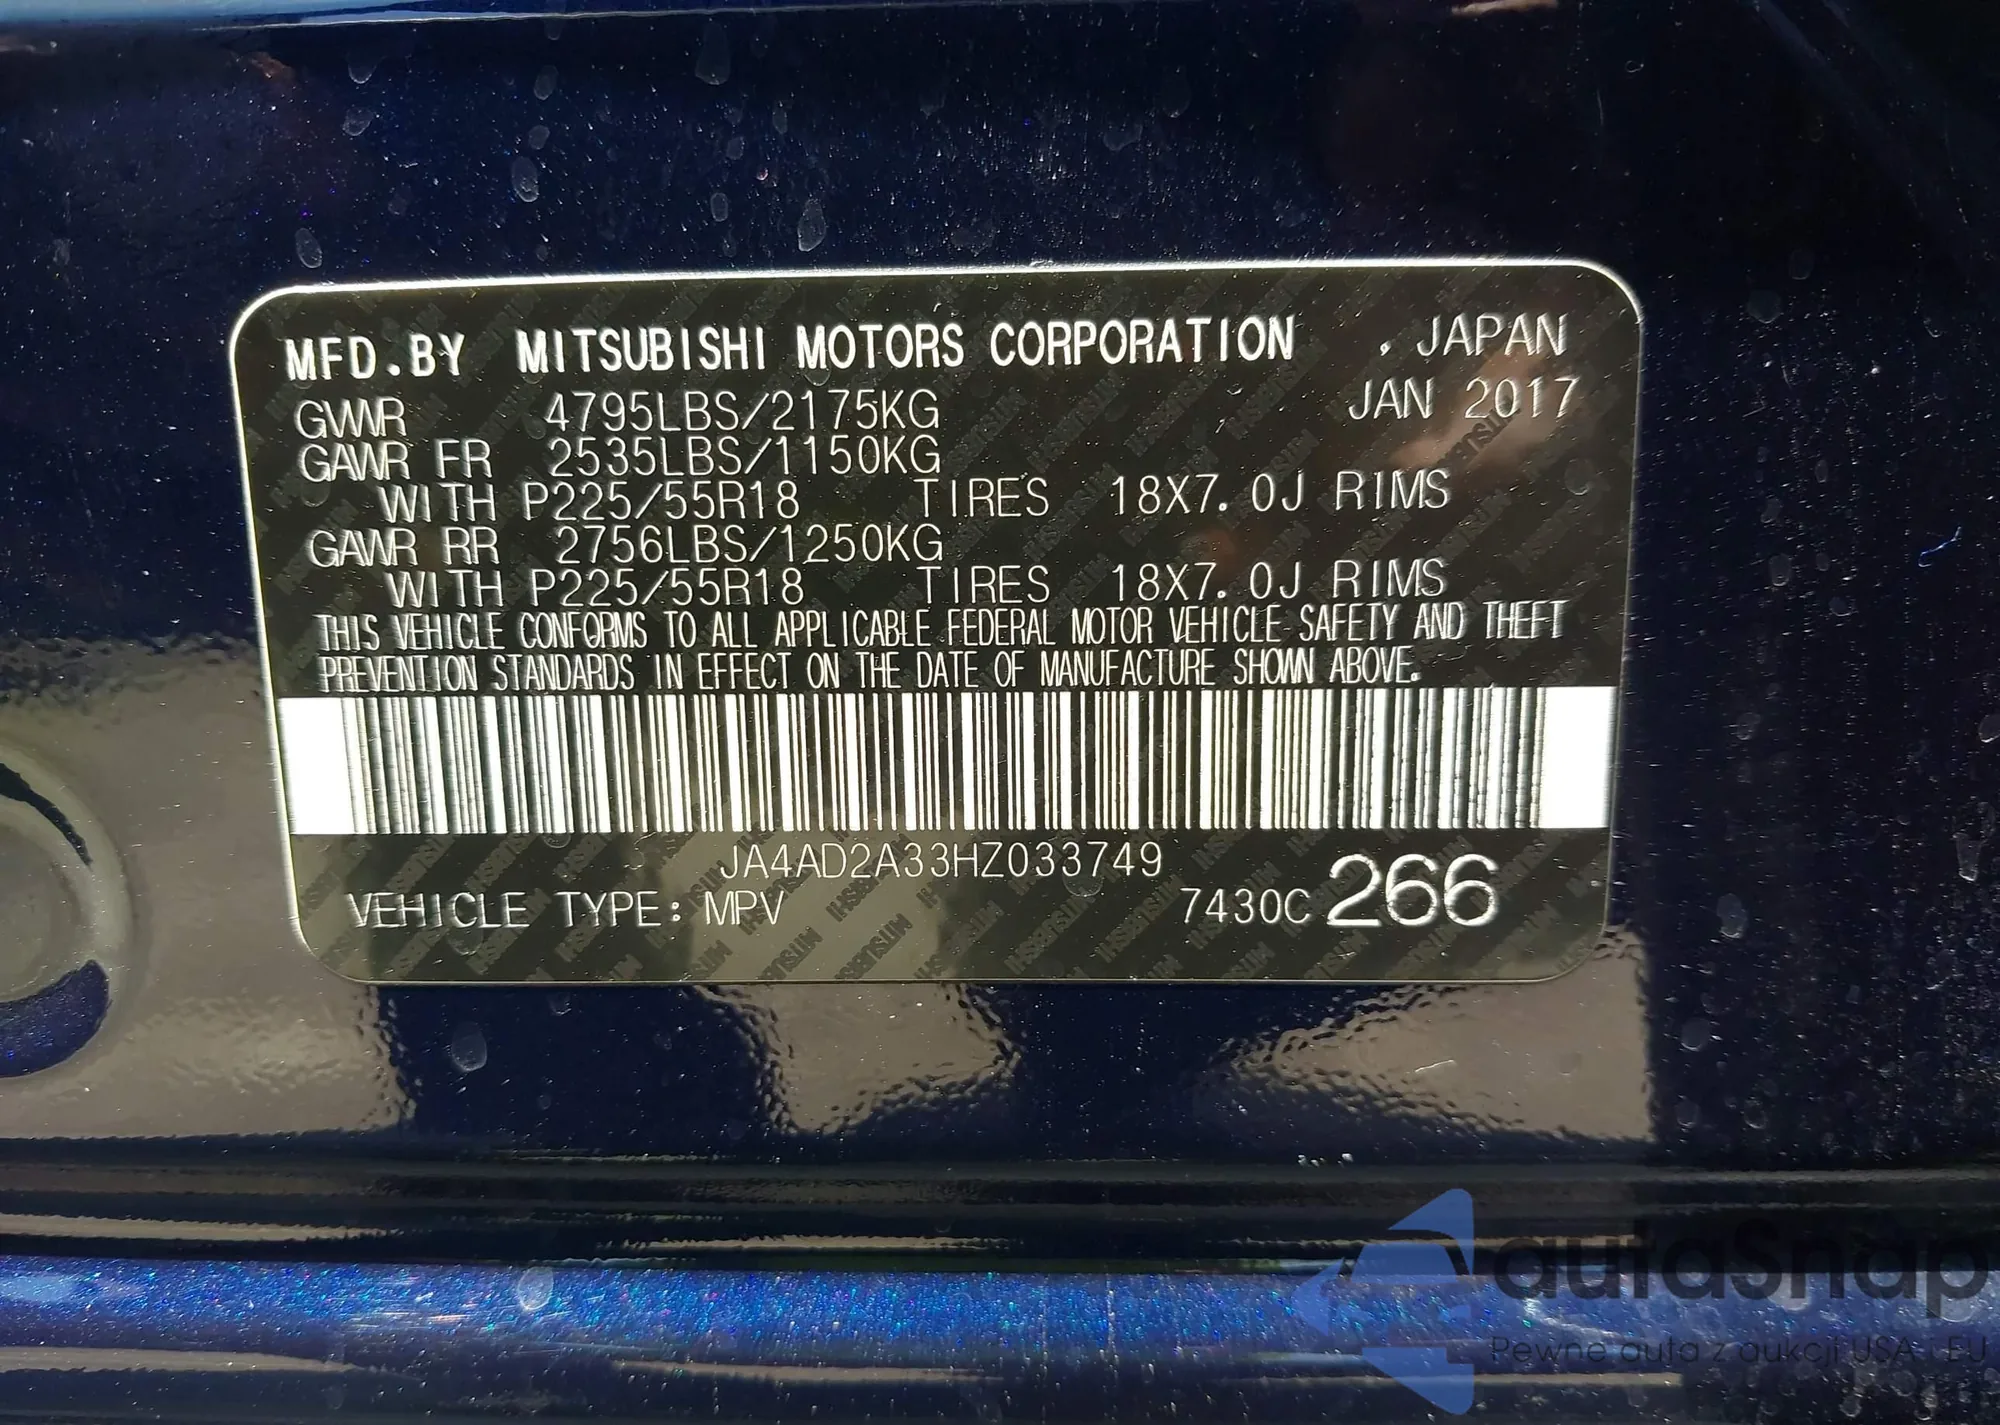 MFD.BY MITSUBISHI MOTORS CORPORATION , JAPAN
GVWR 4795LBS/2175KG JAN 2017
GAWR FR 2535LBS/1150KG
WITH P225/55R18 TIRES 18X7.0J RIMS
GAWR RR 2756LBS/1250KG
WITH P225/55R18 TIRES 18X7.0J RIMS
THIS VEHICLE CONFORMS TO ALL APPLICABLE FEDERAL MOTOR VEHICLE SAFETY AND THEFT
PREVENTION STANDARDS IN EFFECT ON THE DATE OF MANUFACTURE SHOWN ABOVE.
JA4AD2A33HZ033749
VEHICLE TYPE: MPV 7430C 266
autaSnap
Pewne auta z aukcji USA i EU